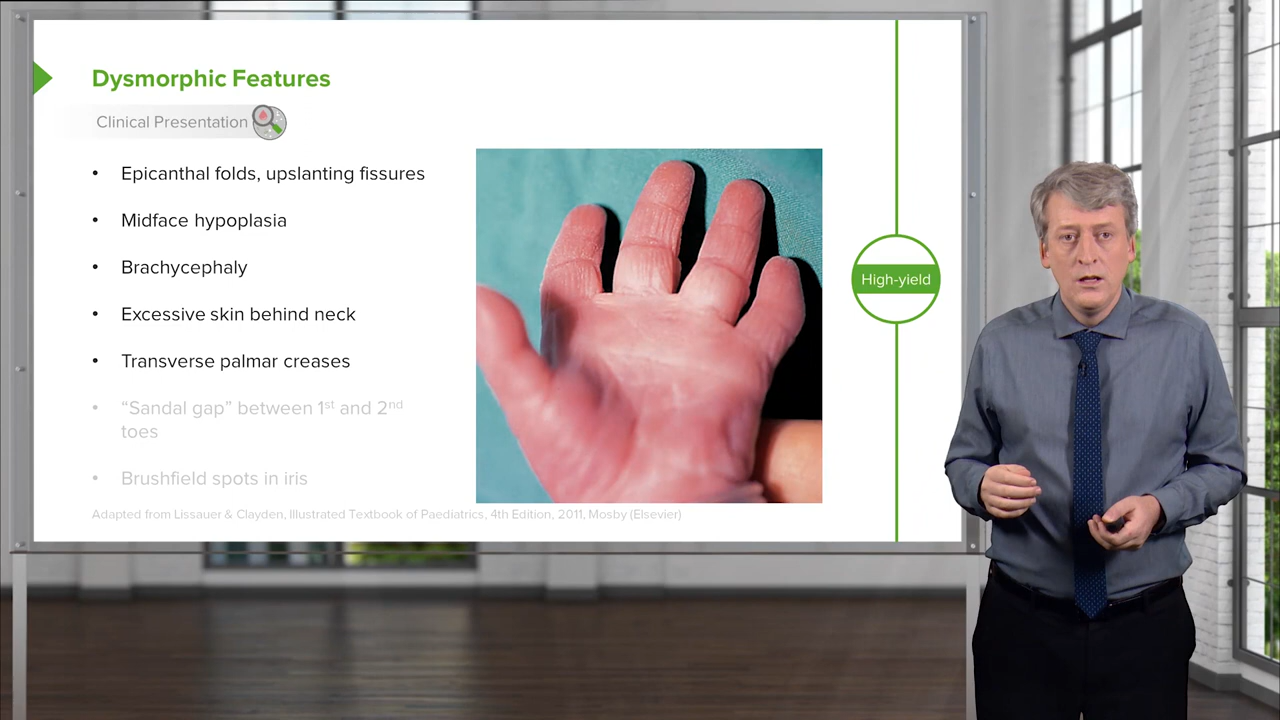 Dysmorphic Features
Clinical Presentation
• Epicanthal folds, upslanting fissures
• Midface hypoplasia
• Brachycephaly
• Excessive skin behind neck
• Transverse palmar creases
• “Sandal gap” between 1st and 2nd
toes
• Brushfield spots in iris
Adapted from Lissauer & Clayden, Illustrated Textbook of Paediatrics, 4th Edition, 2011, Mosby (Elsevier)
High-yield